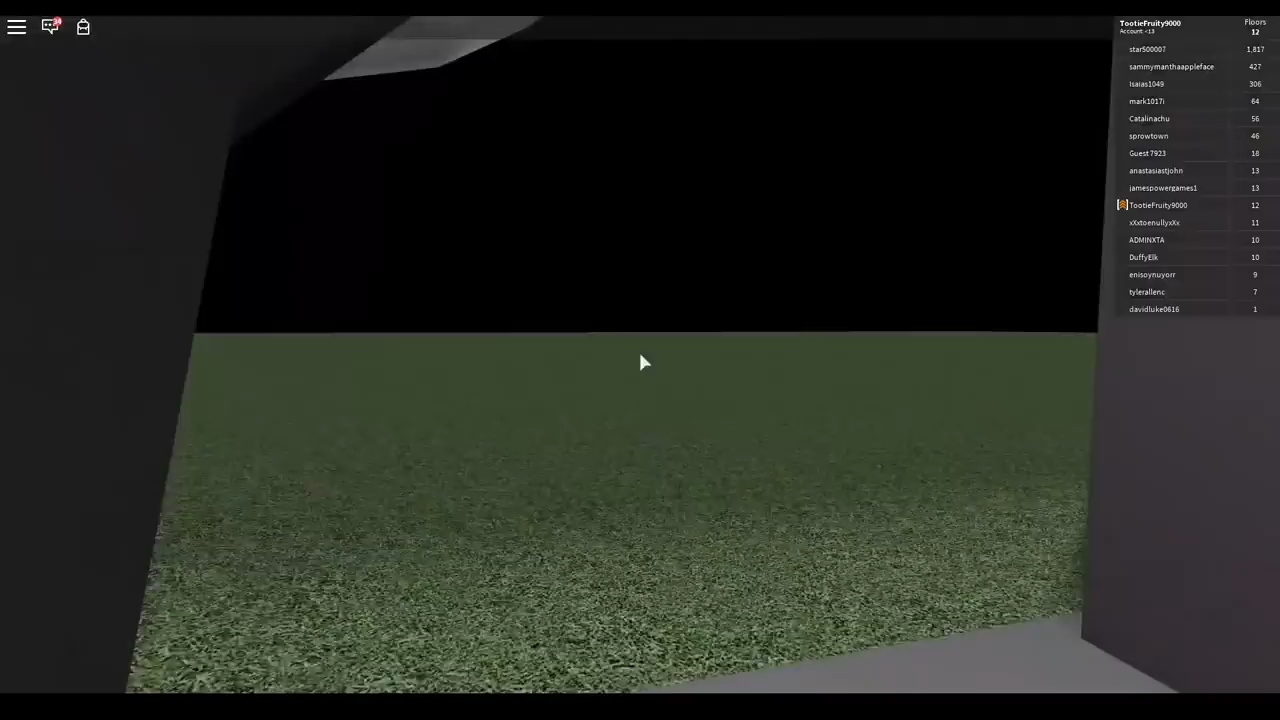 34
TootieFruity9000 Floors
Account: <13 12
star500007 1,817
sammymanthaappleface 427
Isaias1049 306
mark1017i 64
Catalinachu 56
sprowtown 46
Guest 7923 18
anastasiastjohn 13
jamespowergames1 13
TootieFruity9000 12
xXxtoenullyxXx 11
ADMINXTA 10
DuffyElk 10
enisoynuyorr 9
tylerallenc 7
davidluke0616 1